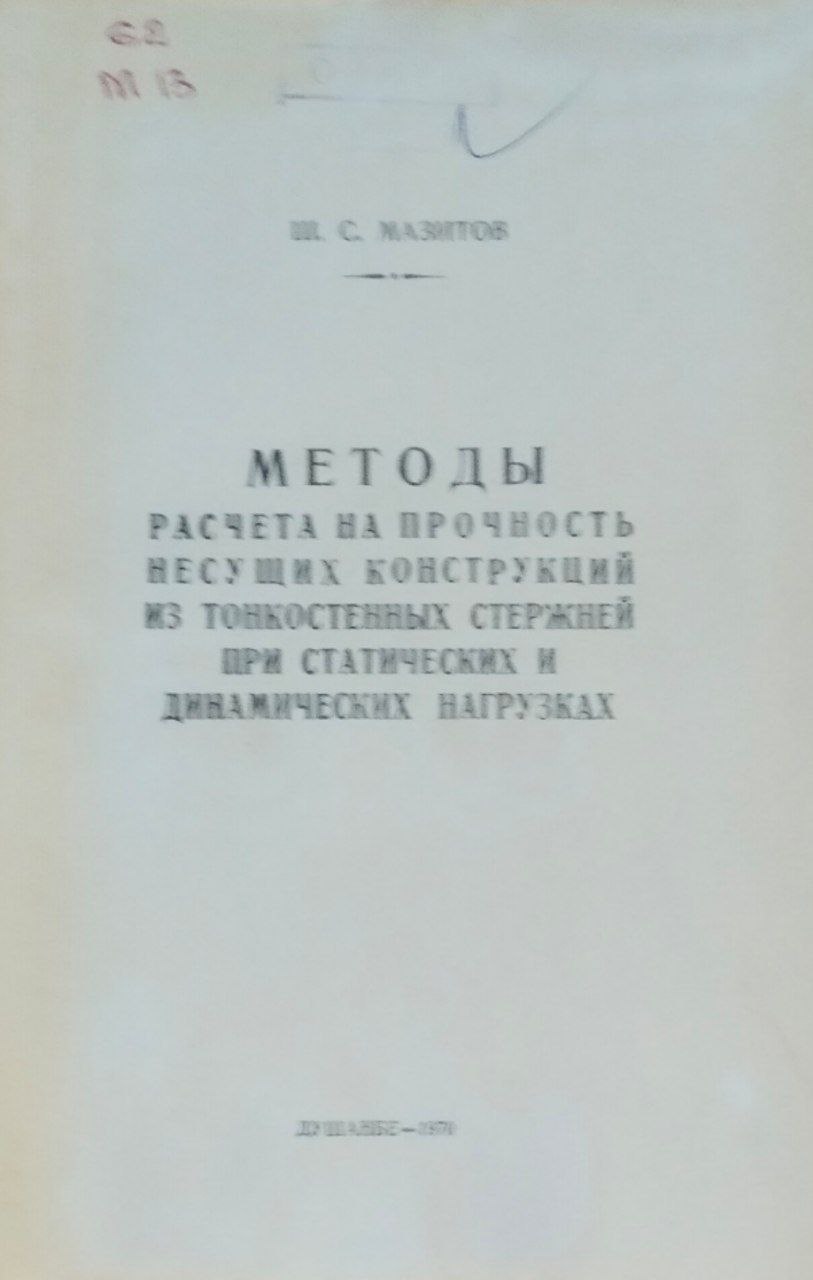 62
М 13
Ш. С. МАЗИТОВ
МЕТОДЫ
РАСЧЕТА НА ПРОЧНОСТЬ
НЕСУЩИХ КОНСТРУКЦИЙ
ИЗ ТОНКОСТЕННЫХ СТЕРЖНЕЙ
ПРИ СТАТИЧЕСКИХ И
ДИНАМИЧЕСКИХ НАГРУЗКАХ
ДУШАНБЕ—1970